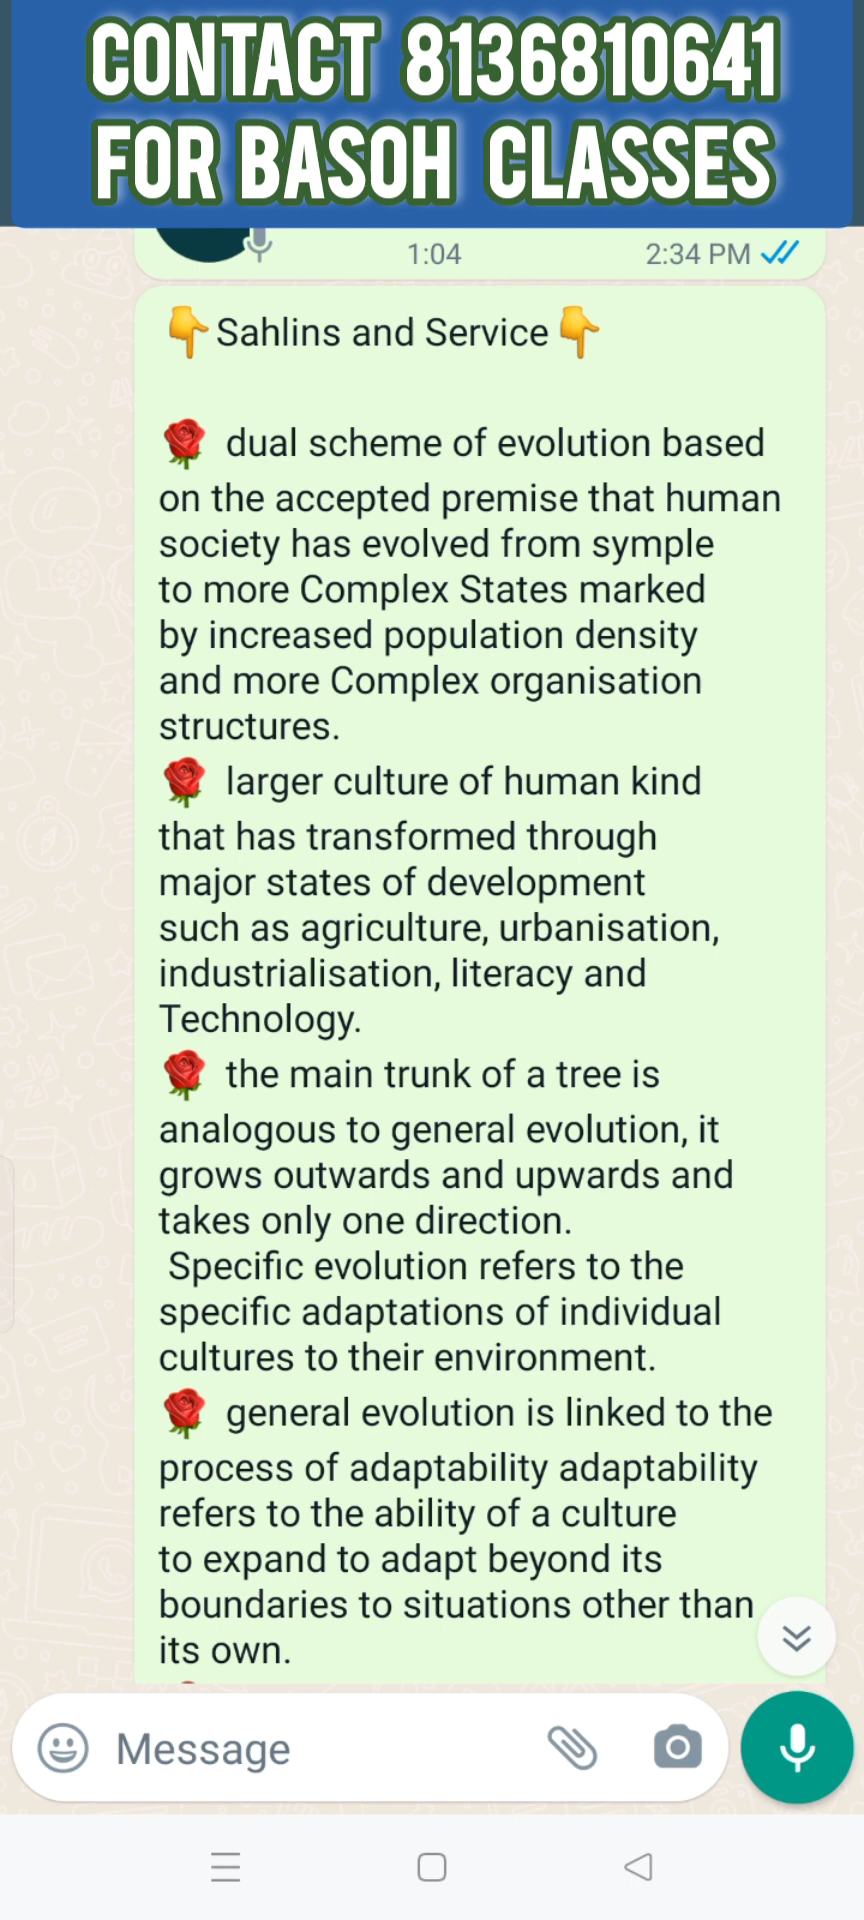 CONTACT 8136810641
FOR BASOH CLASSES
1:04 2:34 PM
👇Sahlins and Service👇
🌹 dual scheme of evolution based
on the accepted premise that human
society has evolved from symple
to more Complex States marked
by increased population density
and more Complex organisation
structures.
🌹 larger culture of human kind
that has transformed through
major states of development
such as agriculture, urbanisation,
industrialisation, literacy and
Technology.
🌹 the main trunk of a tree is
analogous to general evolution, it
grows outwards and upwards and
takes only one direction.
Specific evolution refers to the
specific adaptations of individual
cultures to their environment.
🌹 general evolution is linked to the
process of adaptability adaptability
refers to the ability of a culture
to expand to adapt beyond its
boundaries to situations other than
its own.
Message